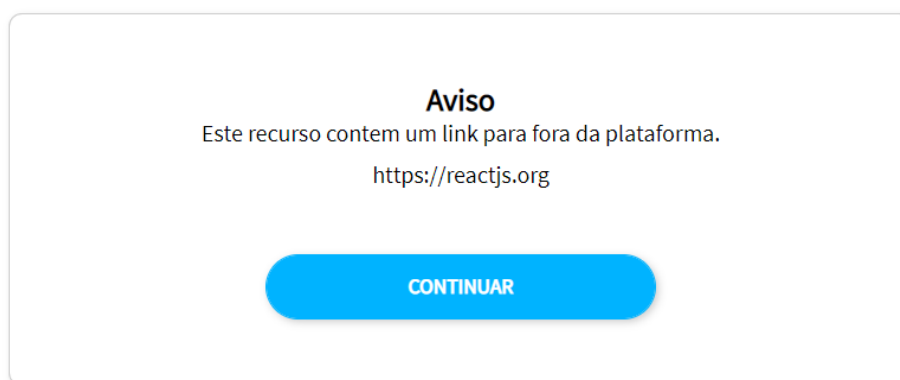 Aviso
Este recurso contem um link para fora da plataforma.
https://reactjs.org
CONTINUAR